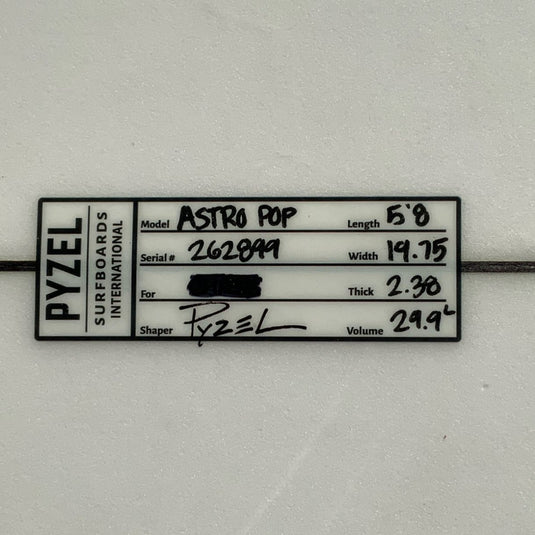 PYZEL
SURFBOARDS
INTERNATIONAL
Model ASTRO POP Length 5'8
Serial # 262899 Width 19.75
For Thick 2.38
Shaper PYZEL Volume 29.9L